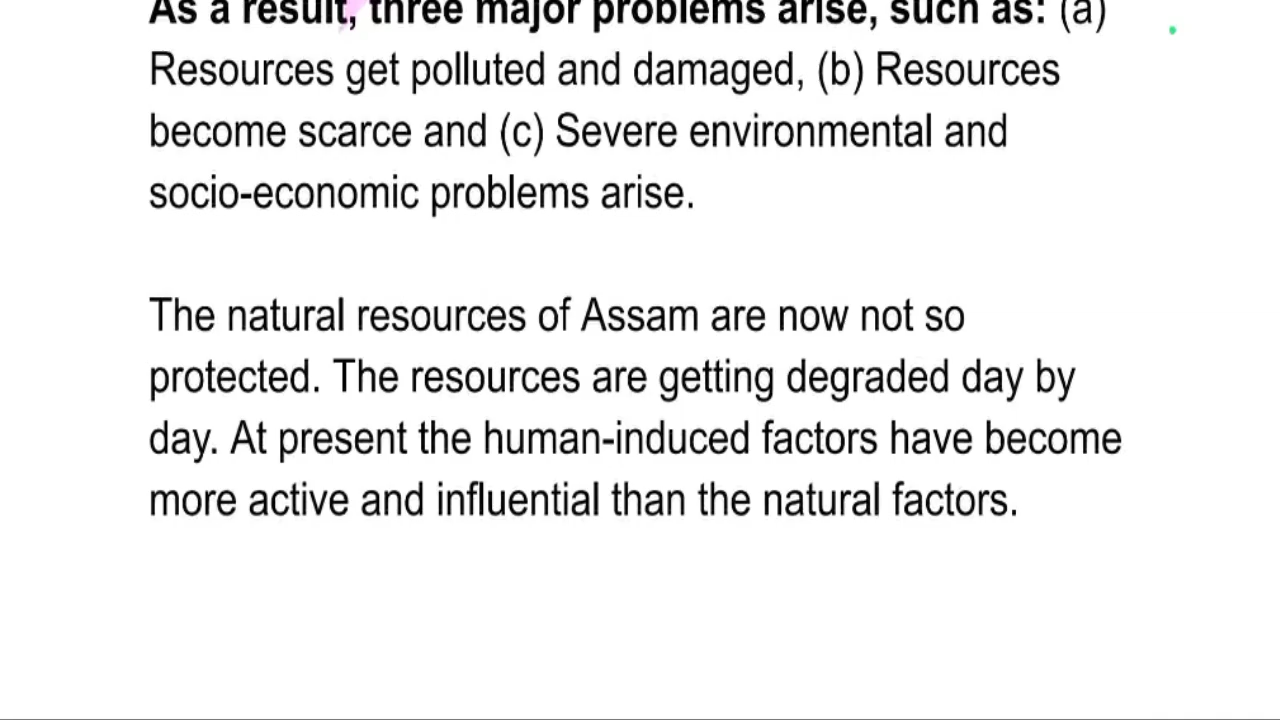 As a result, three major problems arise, such as: (a)
Resources get polluted and damaged, (b) Resources
become scarce and (c) Severe environmental and
socio-economic problems arise.
The natural resources of Assam are now not so
protected. The resources are getting degraded day by
day. At present the human-induced factors have become
more active and influential than the natural factors.